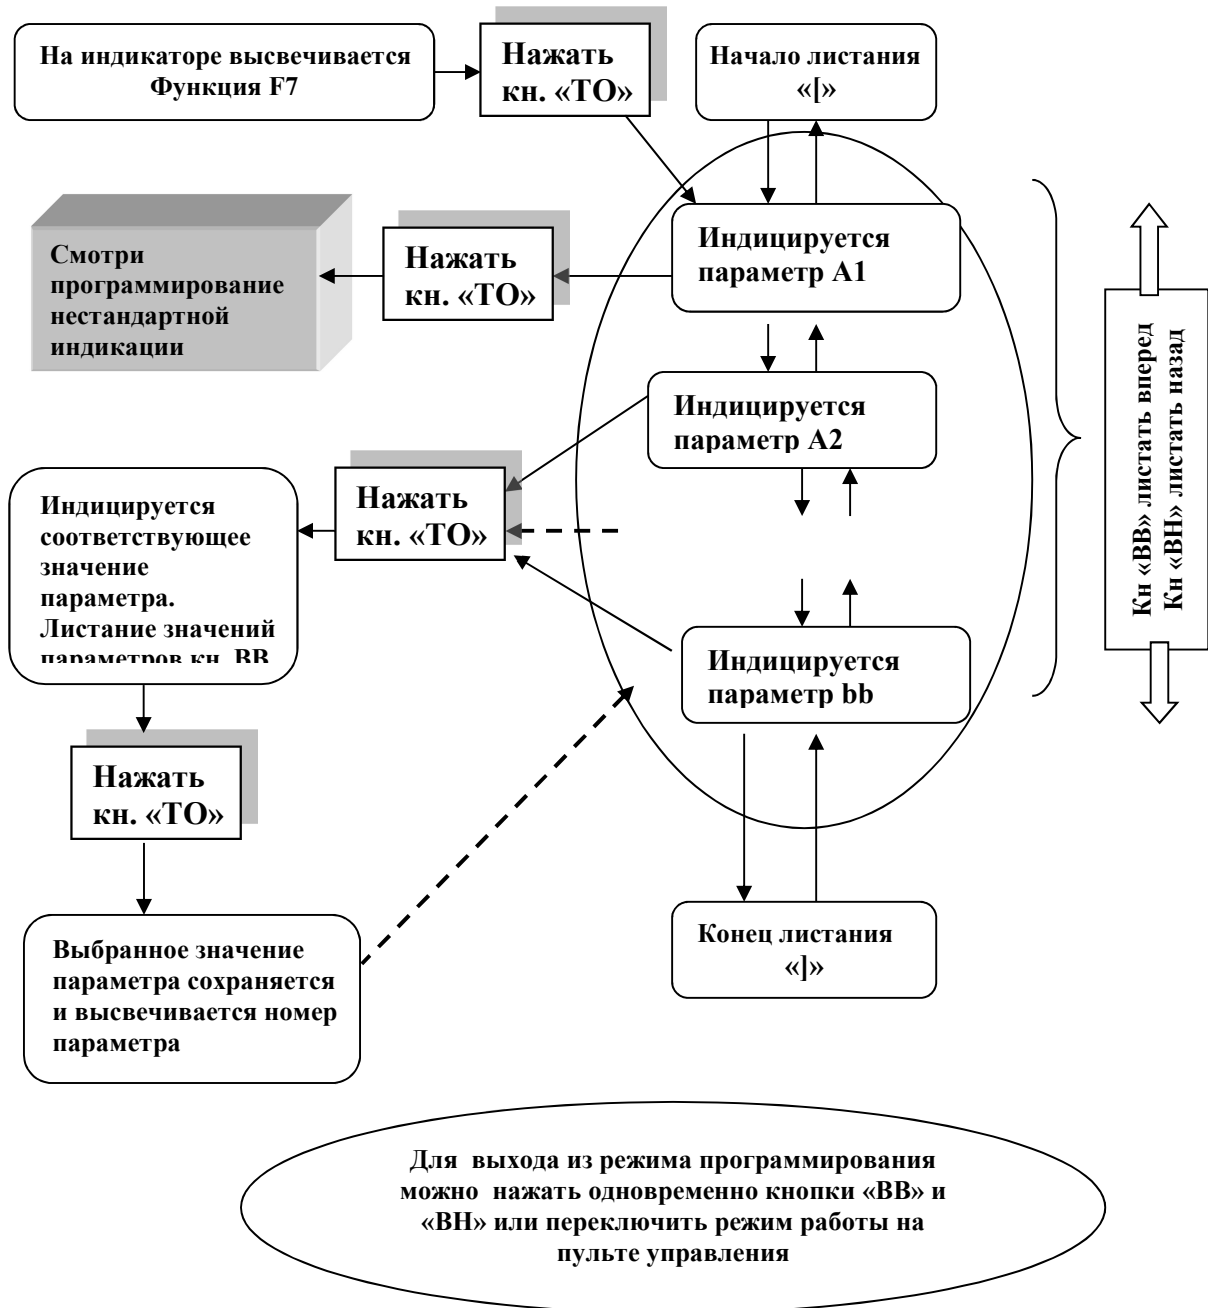 На индикаторе высвечивается
Функция F7
Нажать
кн. «ТО»
Начало листания
«[»
Смотри
программирование
нестандартной
индикации
Нажать
кн. «ТО»
Индицируется
параметр А1
Индицируется
параметр А2
Кн «ВВ» листать вперед
Кн «ВН» листать назад
Индицируется
соответствующее
значение
параметра.
Листание значений
параметров кн. ВВ
Нажать
кн. «ТО»
Индицируется
параметр bb
Нажать
кн. «ТО»
Выбранное значение
параметра сохраняется
и высвечивается номер
параметра
Конец листания
«]»
Для выхода из режима программирования
можно нажать одновременно кнопки «ВВ» и
«ВН» или переключить режим работы на
пульте управления